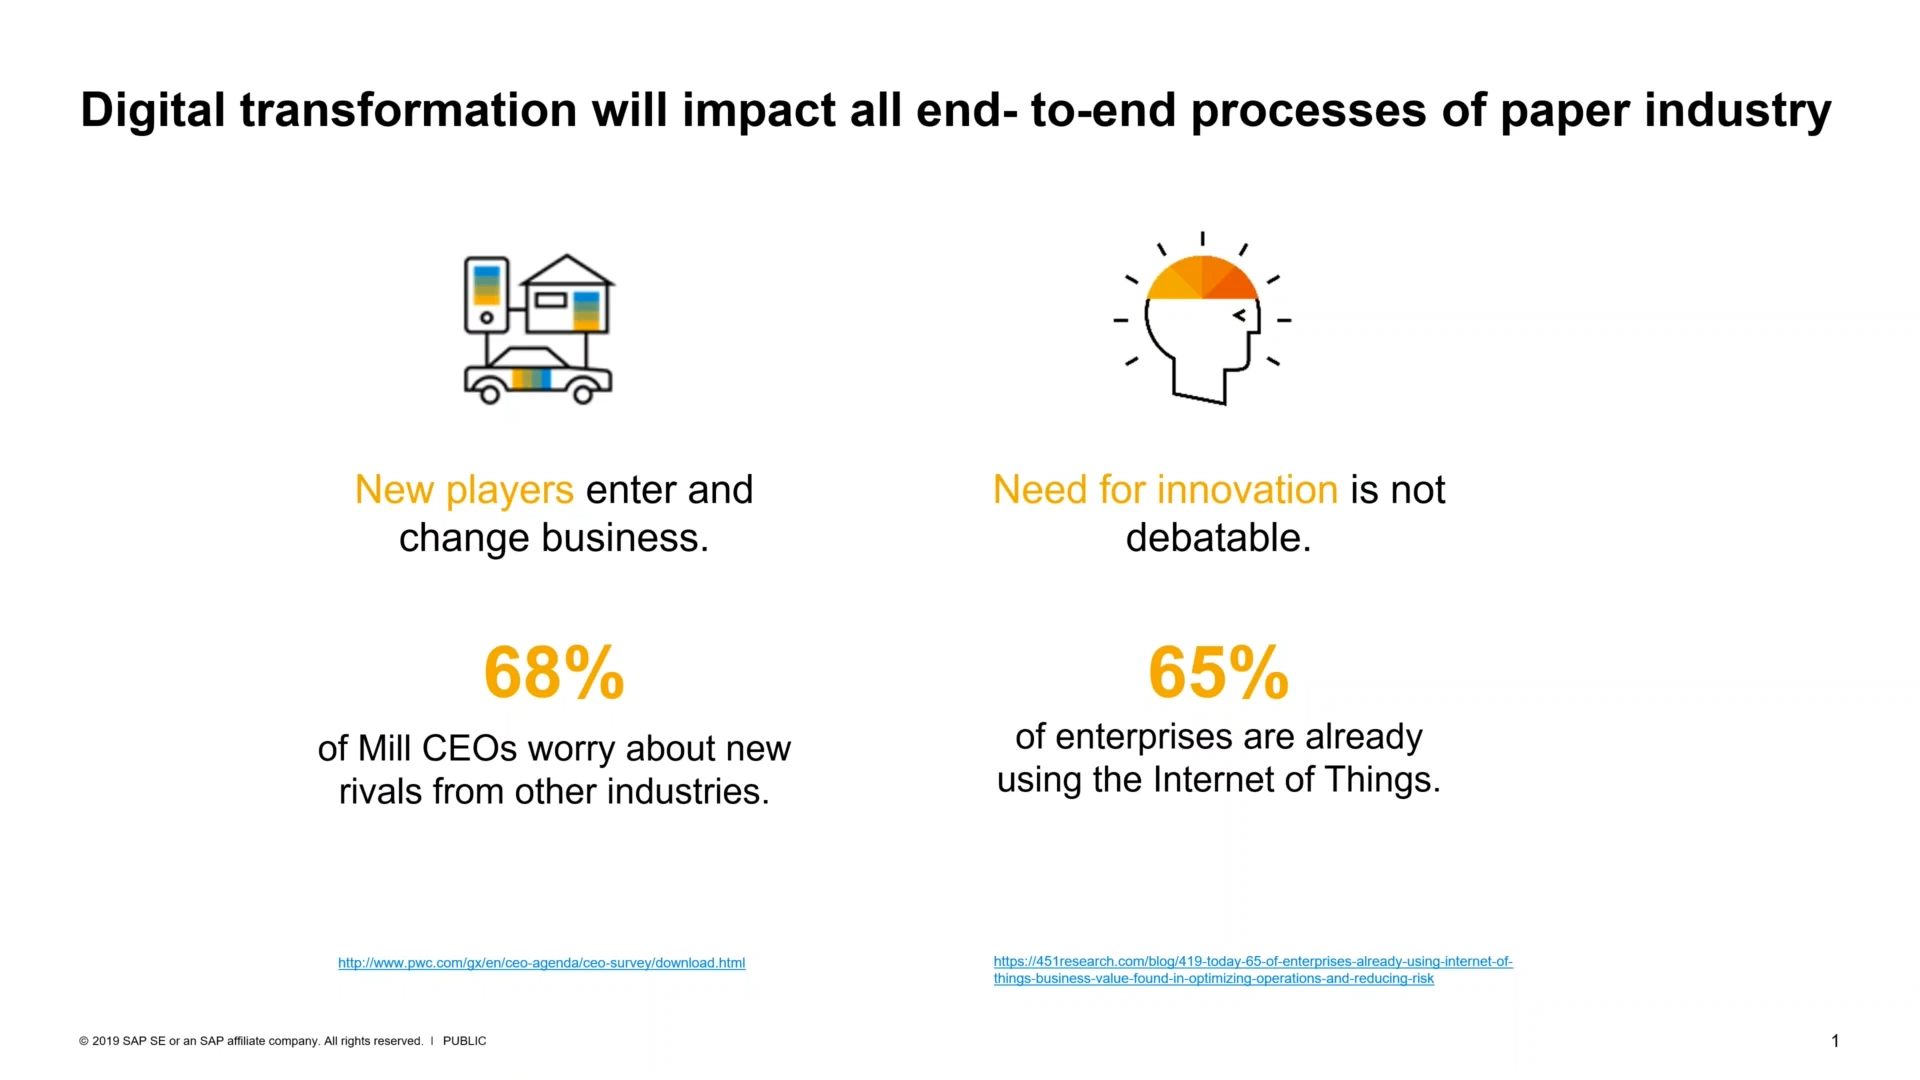 Digital transformation will impact all end- to-end processes of paper industry
New players enter and
change business.
68%
of Mill CEOs worry about new
rivals from other industries.
http://www.pwc.com/gx/en/ceo-agenda/ceo-survey/download.html
Need for innovation is not
debatable.
65%
of enterprises are already
using the Internet of Things.
https://451research.com/blog/419-today-65-of-enterprises-already-using-internet-of-
things-business-value-found-in-optimizing-operations-and-reducing-risk
© 2019 SAP SE or an SAP affiliate company. All rights reserved. | PUBLIC
1